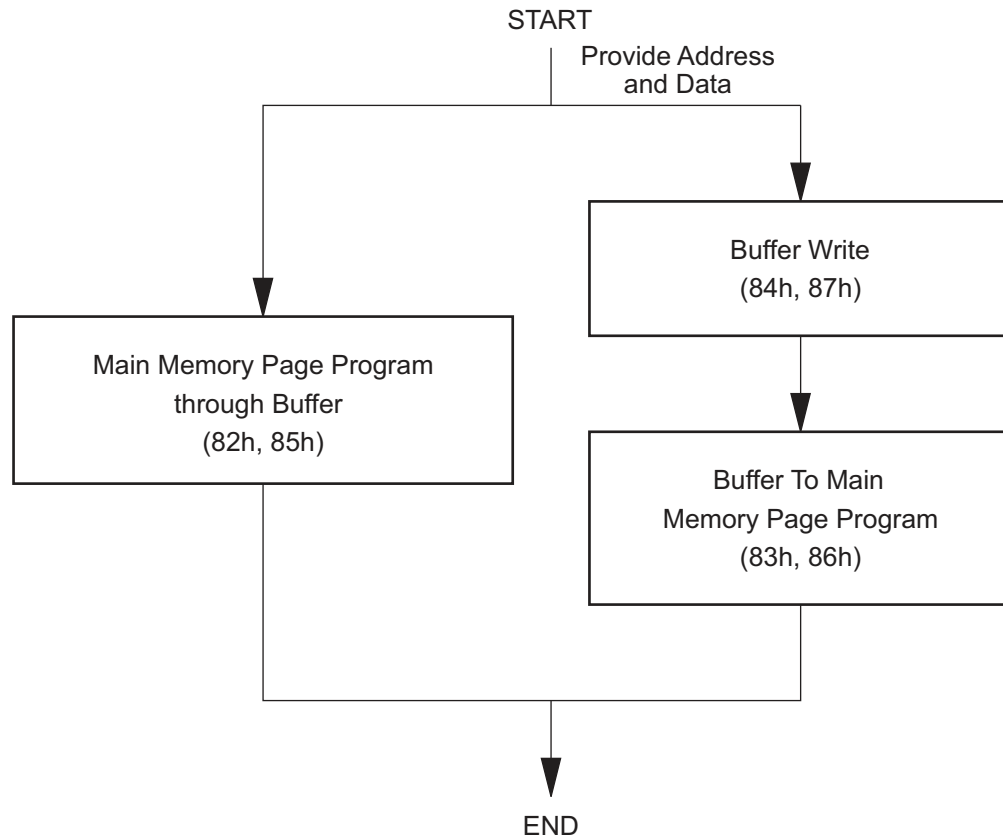 START
Provide Address
and Data
Buffer Write
(84h, 87h)
Main Memory Page Program
through Buffer
(82h, 85h)
Buffer To Main
Memory Page Program
(83h, 86h)
END